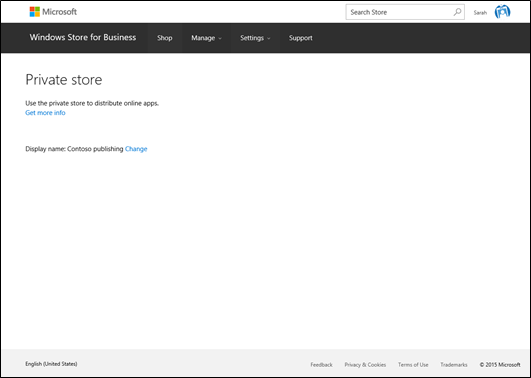 Microsoft
Search Store
Sarah
Windows Store for Business
Shop
Manage
Settings
Support
Private store
Use the private store to distribute online apps.
Get more info
Display name: Contoso publishing Change
English (United States)
Feedback
Privacy & Cookies
Terms of Use
Trademarks
© 2015 Microsoft